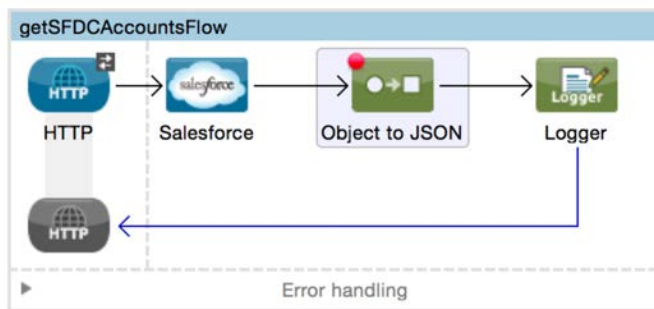 getSFDCAccountsFlow
HTTP
salesforce
Logger
HTTP
Salesforce
Object to JSON
Logger
HTTP
Error handling